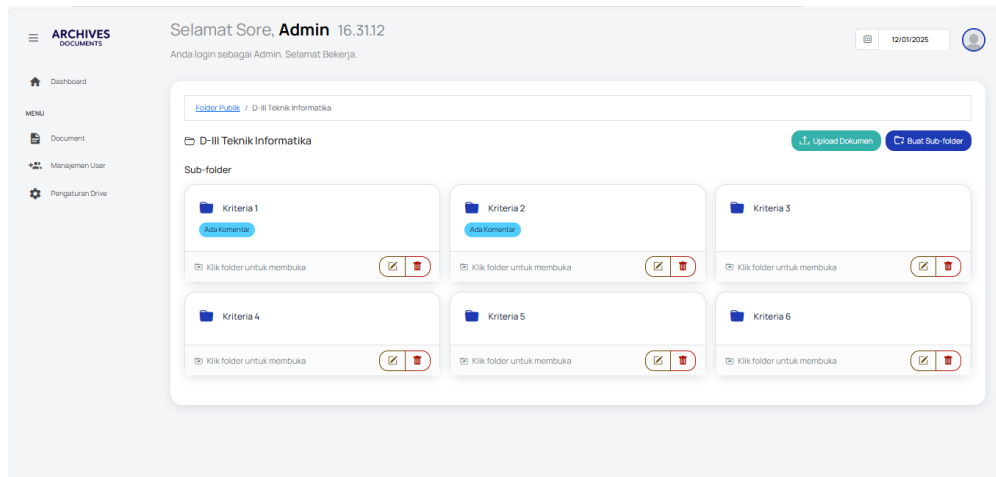 ARCHIVES
DOCUMENTS
Selamat Sore, Admin 16.31.12
Anda login sebagai Admin. Selamat Bekerja.
12/01/2025
Dashboard
MENU
Document
Manajemen User
Pengaturan Drive
Folder Publik / D-III Teknik Informatika
D-III Teknik Informatika
Upload Dokumen
Buat Sub-folder
Sub-folder
Kriteria 1
Ada Komentar
Klik folder untuk membuka
Kriteria 2
Ada Komentar
Klik folder untuk membuka
Kriteria 3
Klik folder untuk membuka
Kriteria 4
Klik folder untuk membuka
Kriteria 5
Klik folder untuk membuka
Kriteria 6
Klik folder untuk membuka